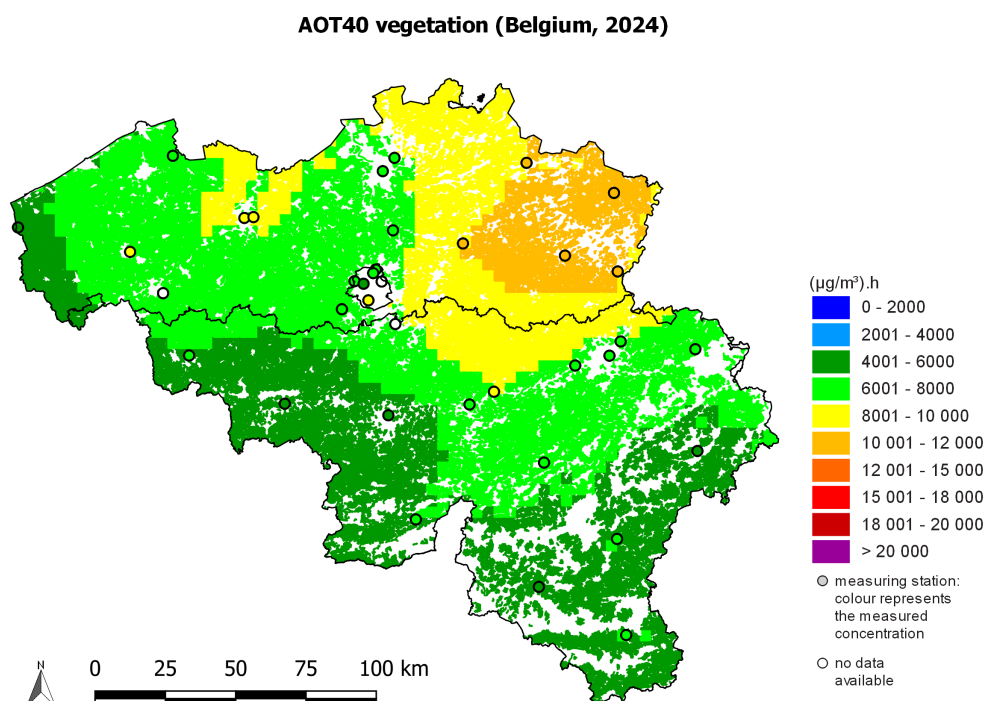 AOT40 vegetation (Belgium, 2024)
(µg/m³).h
0 - 2000
2001 - 4000
4001 - 6000
6001 - 8000
8001 - 10 000
10 001 - 12 000
12 001 - 15 000
15 001 - 18 000
18 001 - 20 000
> 20 000
measuring station:
colour represents
the measured
concentration
no data
available
N
0 25 50 75 100 km